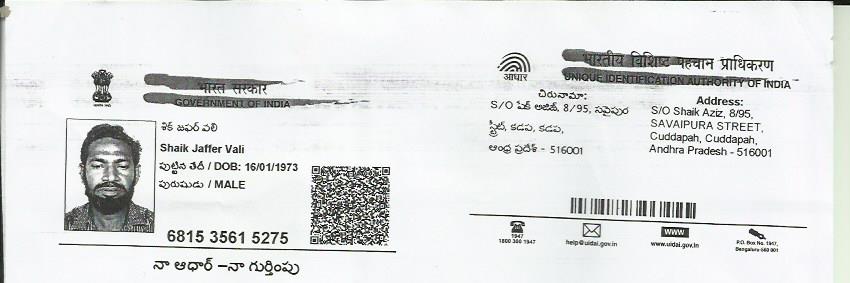 भारत सरकार
GOVERNMENT OF INDIA
శిక్ జఫర్ వలి
Shaik Jaffer Vali
పుట్టిన తేదీ / DOB: 16/01/1973
పురుషుడు / MALE
6815 3561 5275
నా ఆధార్ –నా గుర్తింపు
आधार
भारतीय विशिष्ट पहचान प्राधिकरण
UNIQUE IDENTIFICATION AUTHORITY OF INDIA
చిరునామా:
S/O షేక్ అజీజ్, 8/95, సవైపుర
స్ట్రీట్, కడప, కడప,
ఆంధ్ర ప్రదేశ్ - 516001
Address:
S/O Shaik Aziz, 8/95,
SAVAIPURA STREET,
Cuddapah, Cuddapah,
Andhra Pradesh - 516001
1947
1800 300 1947
help@uidai.gov.in
WWW
www.uidai.gov.in
P.O. Box No. 1947,
Bengaluru-560 001